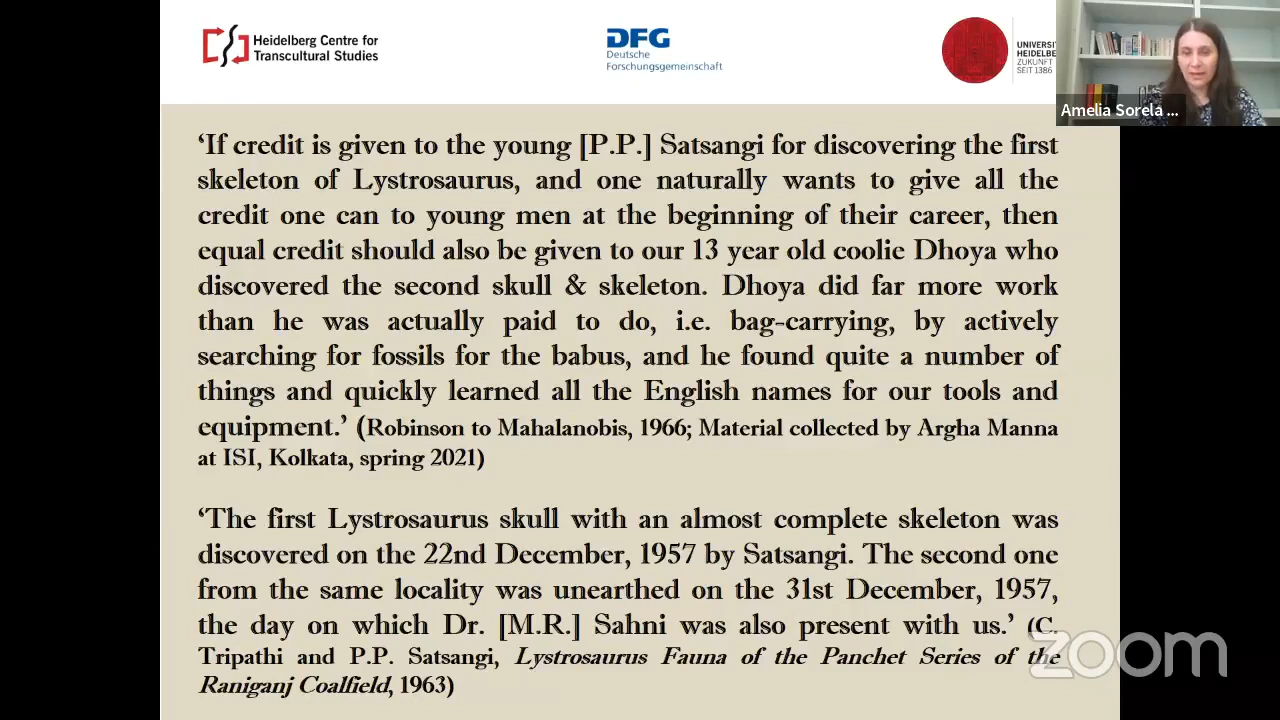 Heidelberg Centre for
Transcultural Studies
DFG
Deutsche
Forschungsgemeinschaft
UNIVERSI
HEIDELBE
ZUKUNFT
SEIT 1386
Amelia Sorela ...
‘If credit is given to the young [P.P.] Satsangi for discovering the first
skeleton of Lystrosaurus, and one naturally wants to give all the
credit one can to young men at the beginning of their career, then
equal credit should also be given to our 13 year old coolie Dhoya who
discovered the second skull & skeleton. Dhoya did far more work
than he was actually paid to do, i.e. bag-carrying, by actively
searching for fossils for the babus, and he found quite a number of
things and quickly learned all the English names for our tools and
equipment.’ (Robinson to Mahalanobis, 1966; Material collected by Argha Manna
at ISI, Kolkata, spring 2021)
‘The first Lystrosaurus skull with an almost complete skeleton was
discovered on the 22nd December, 1957 by Satsangi. The second one
from the same locality was unearthed on the 31st December, 1957,
the day on which Dr. [M.R.] Sahni was also present with us.’ (C.
Tripathi and P.P. Satsangi, Lystrosaurus Fauna of the Panchet Series of the
Raniganj Coalfield, 1963)
zoom